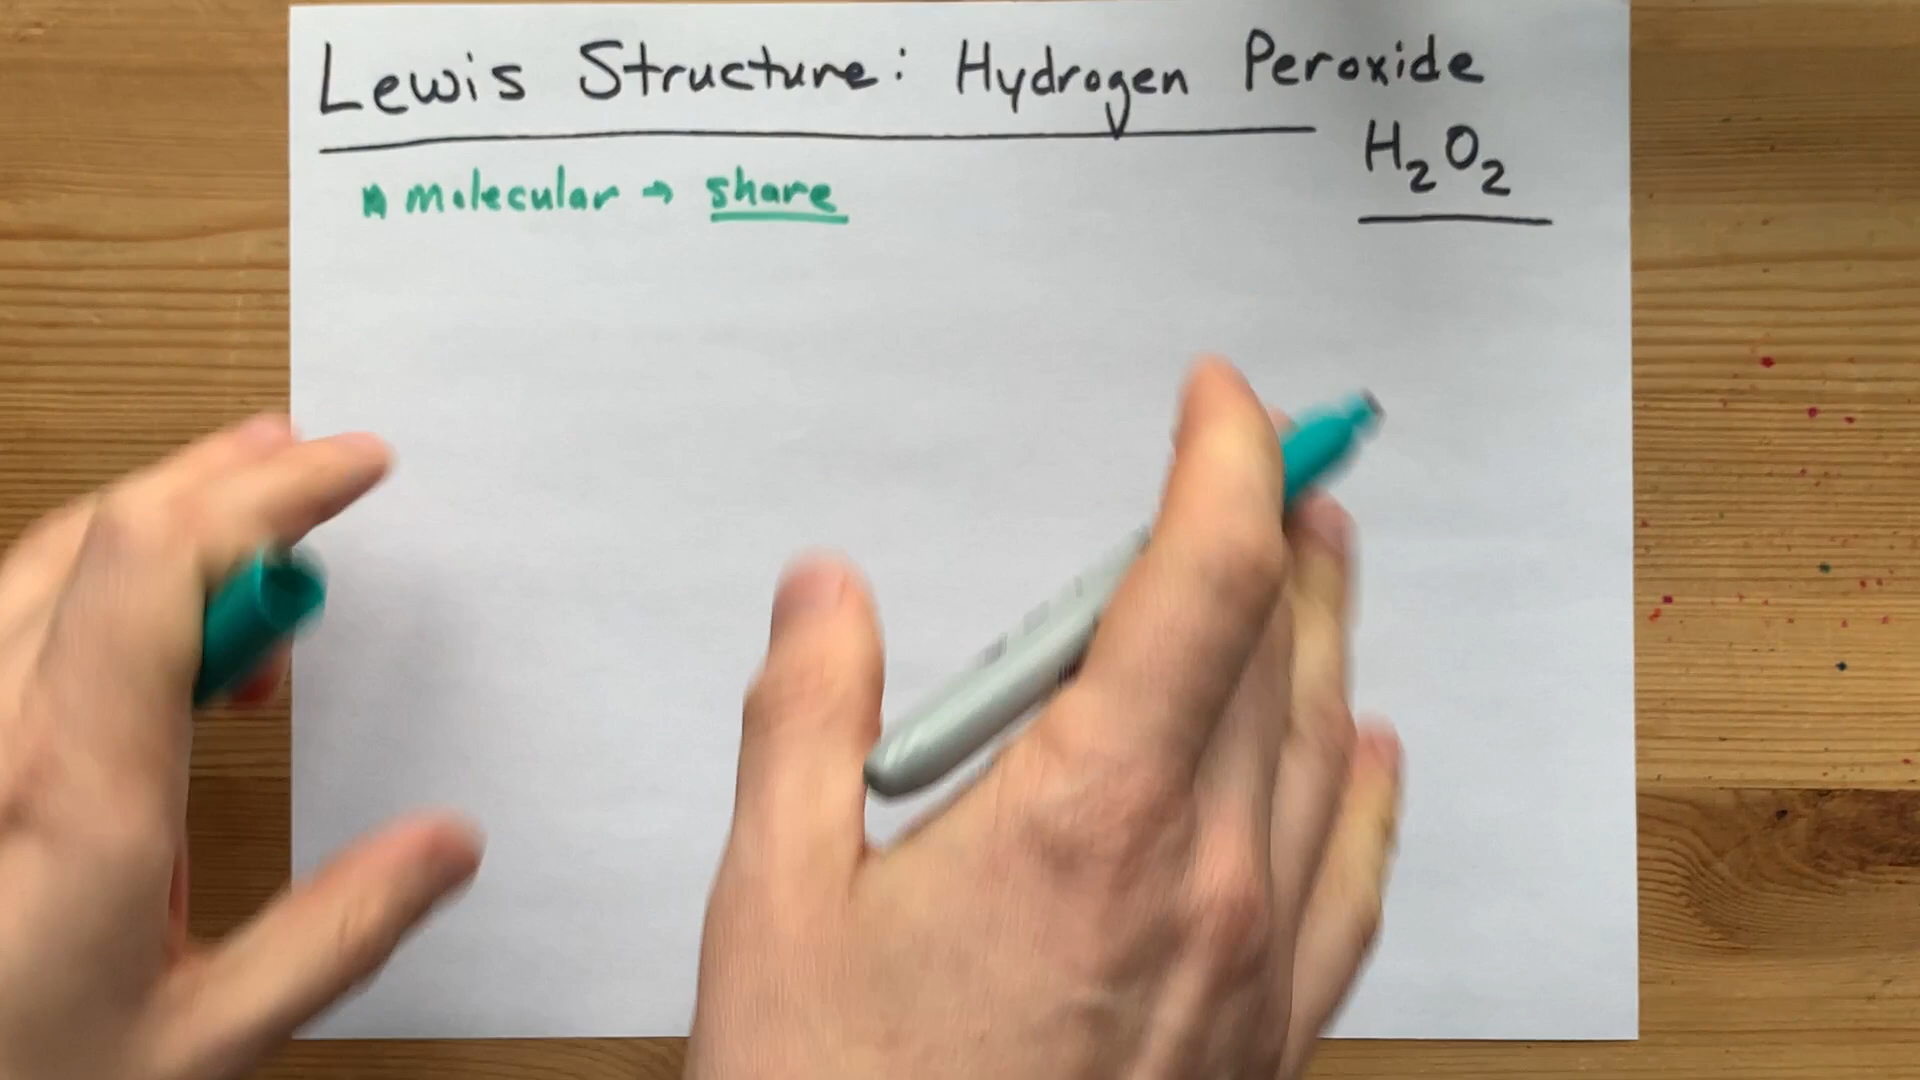 Lewis Structure: Hydrogen Peroxide
H₂O₂
molecular → share